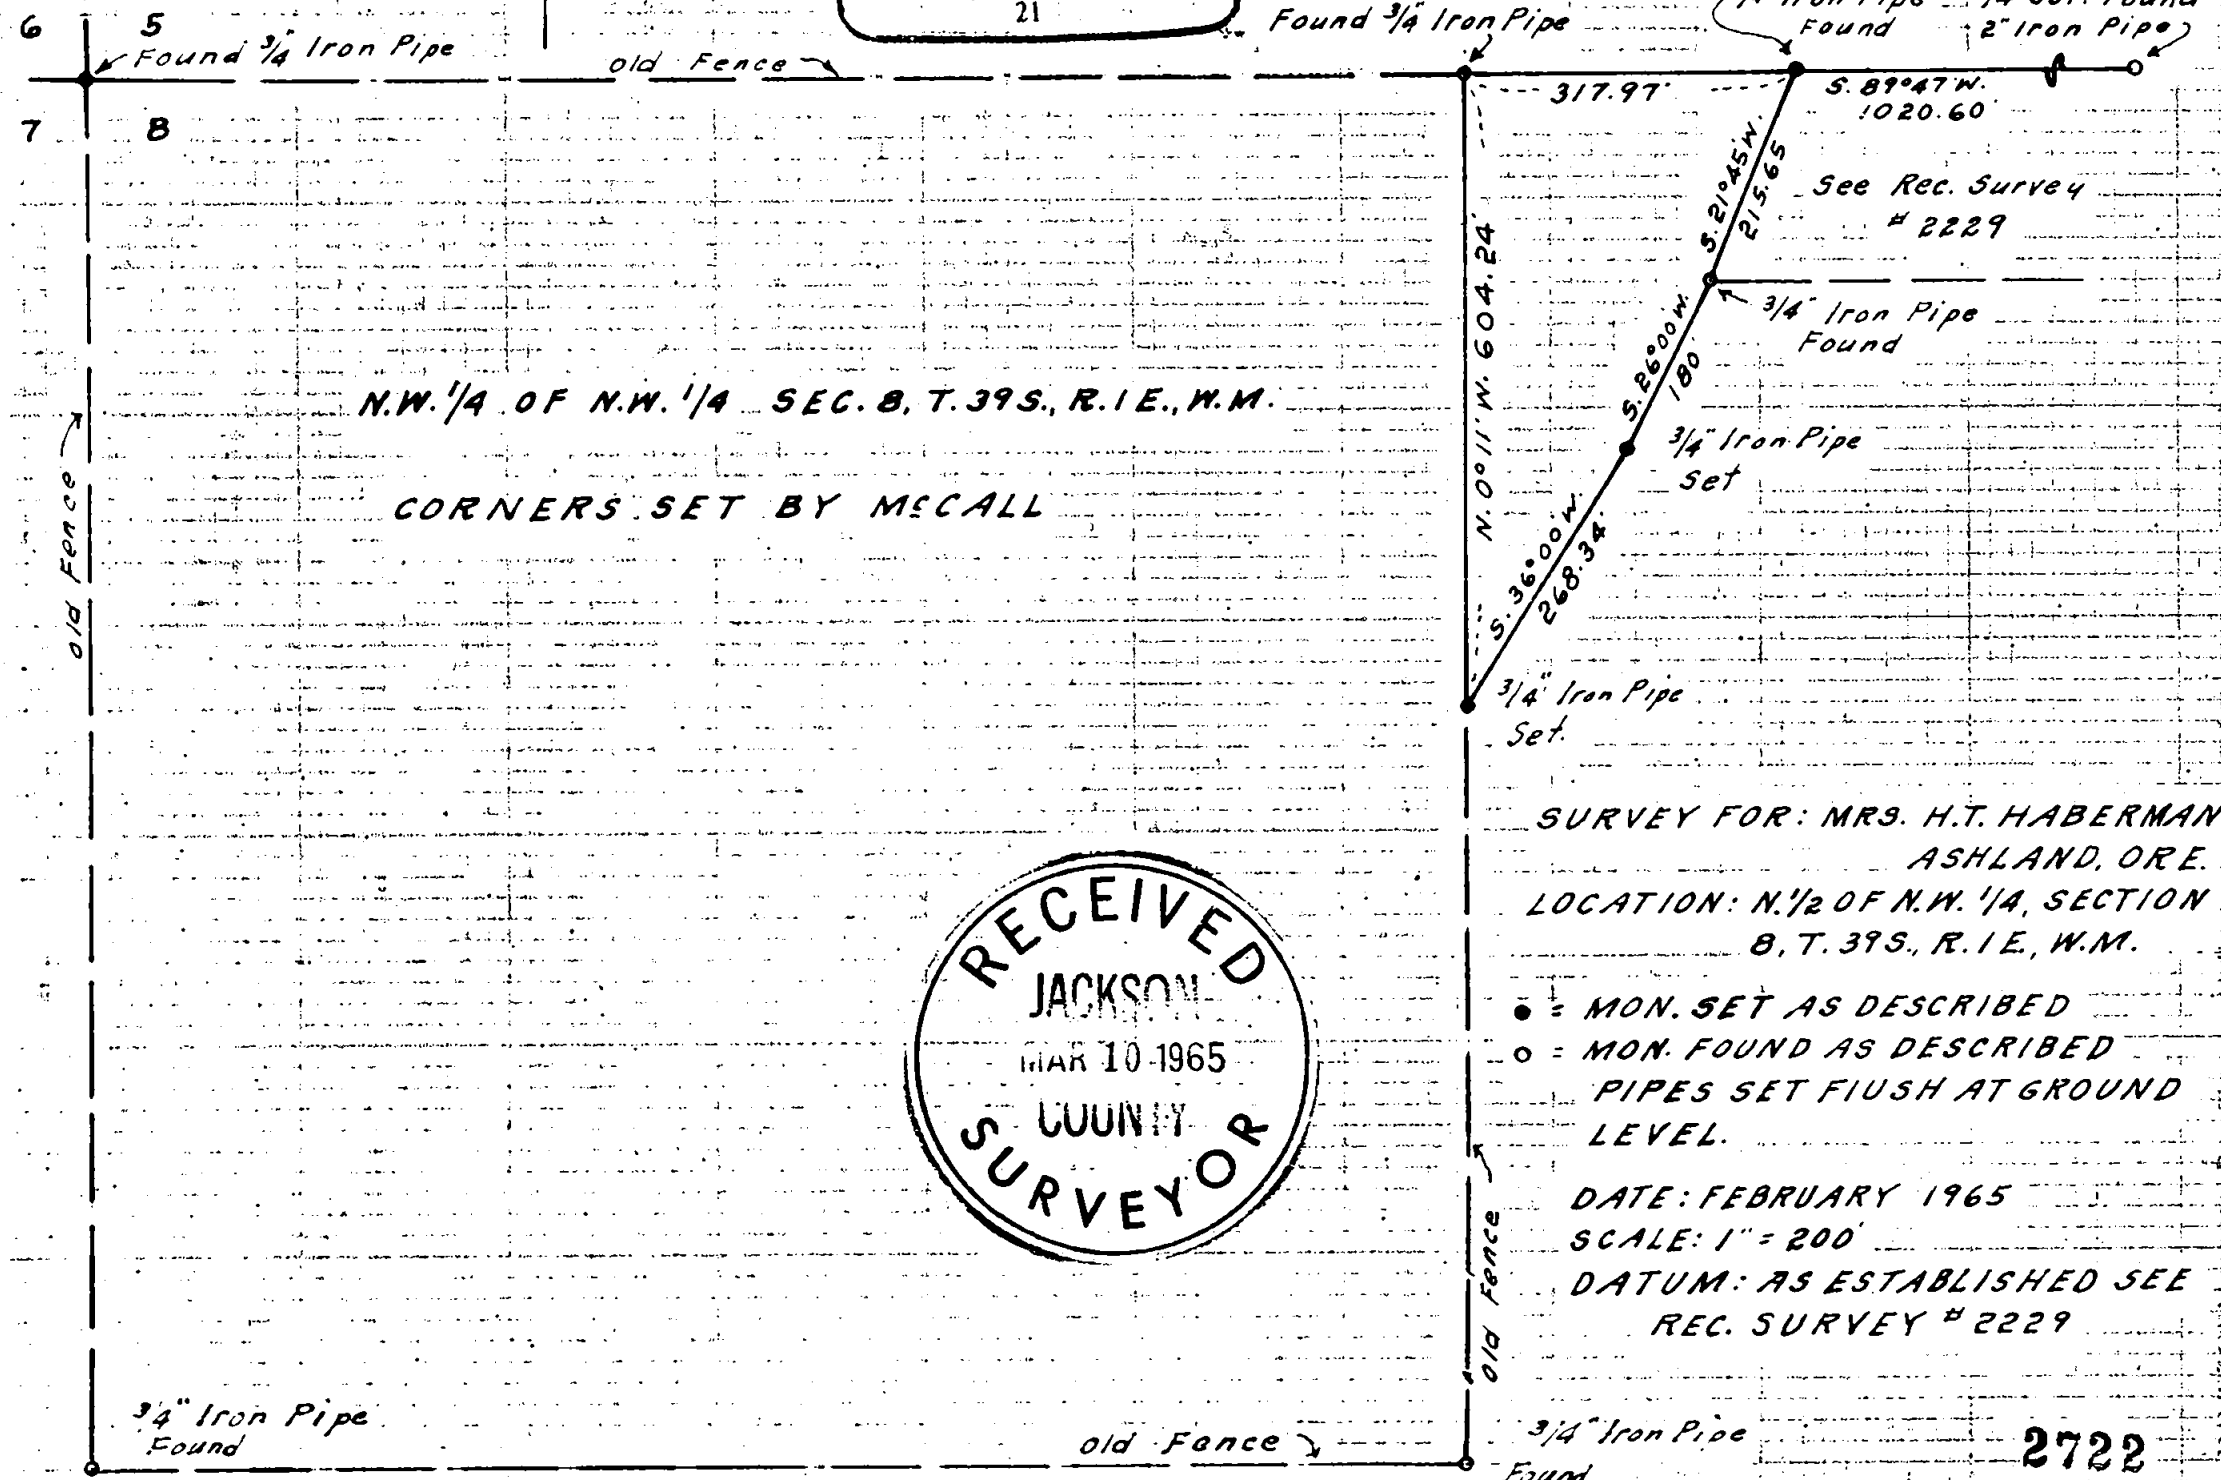 21
6 5
Found 3/4" Iron Pipe
old Fence
Found 3/4" Iron Pipe
Iron Pipe
Found
Found
2" Iron Pipe
7 8
317.97'
S. 89°47' W.
1020.60'
S. 21°45' W.
215.65
See Rec. Survey
# 2229
N. 0°11' W. 604.24'
3/4" Iron Pipe
Found
S. 26°00' W.
180'
N.W. 1/4 OF N.W. 1/4 SEC. 8, T. 39 S., R. 1 E., W.M.
3/4" Iron Pipe
Set
CORNERS SET BY McCALL
old Fence
S. 36°00' W.
268.34'
3/4" Iron Pipe
Set.
SURVEY FOR: MRS. H.T. HABERMAN
ASHLAND, ORE.
LOCATION: N. 1/2 OF N.W. 1/4, SECTION
8, T. 39 S., R. 1 E., W.M.
RECEIVED
JACKSON
MAR 10 1965
COUNTY
SURVEYOR
● = MON. SET AS DESCRIBED
○ = MON. FOUND AS DESCRIBED
PIPES SET FlUSH AT GROUND
LEVEL.
DATE: FEBRUARY 1965
SCALE: 1" = 200'
DATUM: AS ESTABLISHED SEE
REC. SURVEY # 2229
old Fence
3/4" Iron Pipe
Found
old Fence
3/4" Iron Pipe
Found
2722